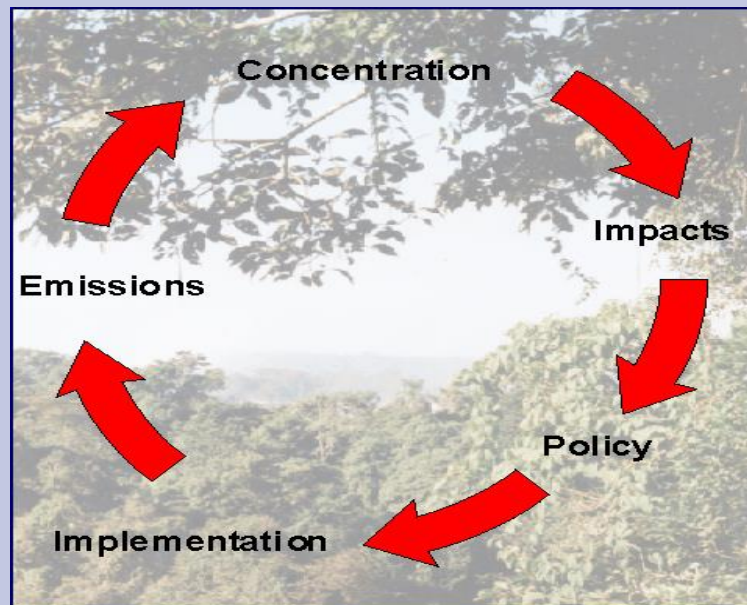 Concentration
Impacts
Emissions
Policy
Implementation